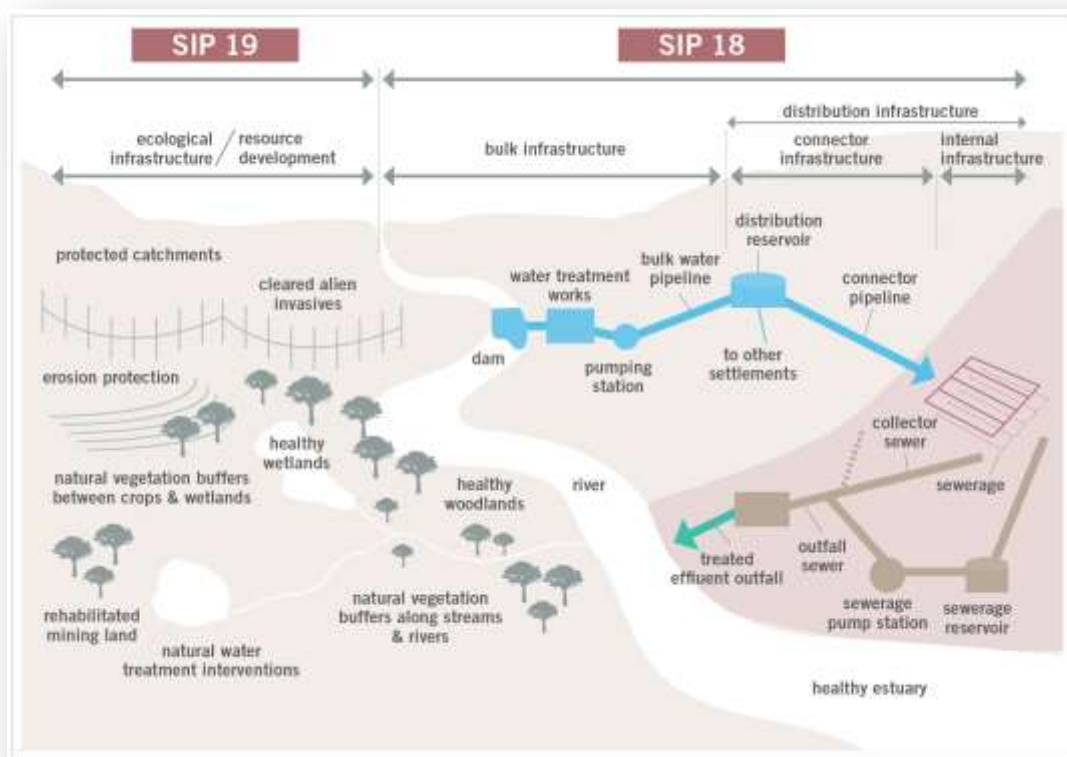 SIP 19
SIP 18
distribution infrastructure
ecological / resource
infrastructure / development
bulk infrastructure
connector
infrastructure
internal
infrastructure
protected catchments
cleared alien
invasives
erosion protection
natural vegetation buffers
between crops & wetlands
healthy
wetlands
rehabilitated
mining land
natural water
treatment interventions
natural vegetation
buffers along streams
& rivers
healthy
woodlands
river
dam
water treatment
works
pumping
station
bulk water
pipeline
distribution
reservoir
to other
settlements
connector
pipeline
collector
sewer
sewerage
treated
effluent outfall
outfall
sewer
sewerage
pump station
sewerage
reservoir
healthy estuary